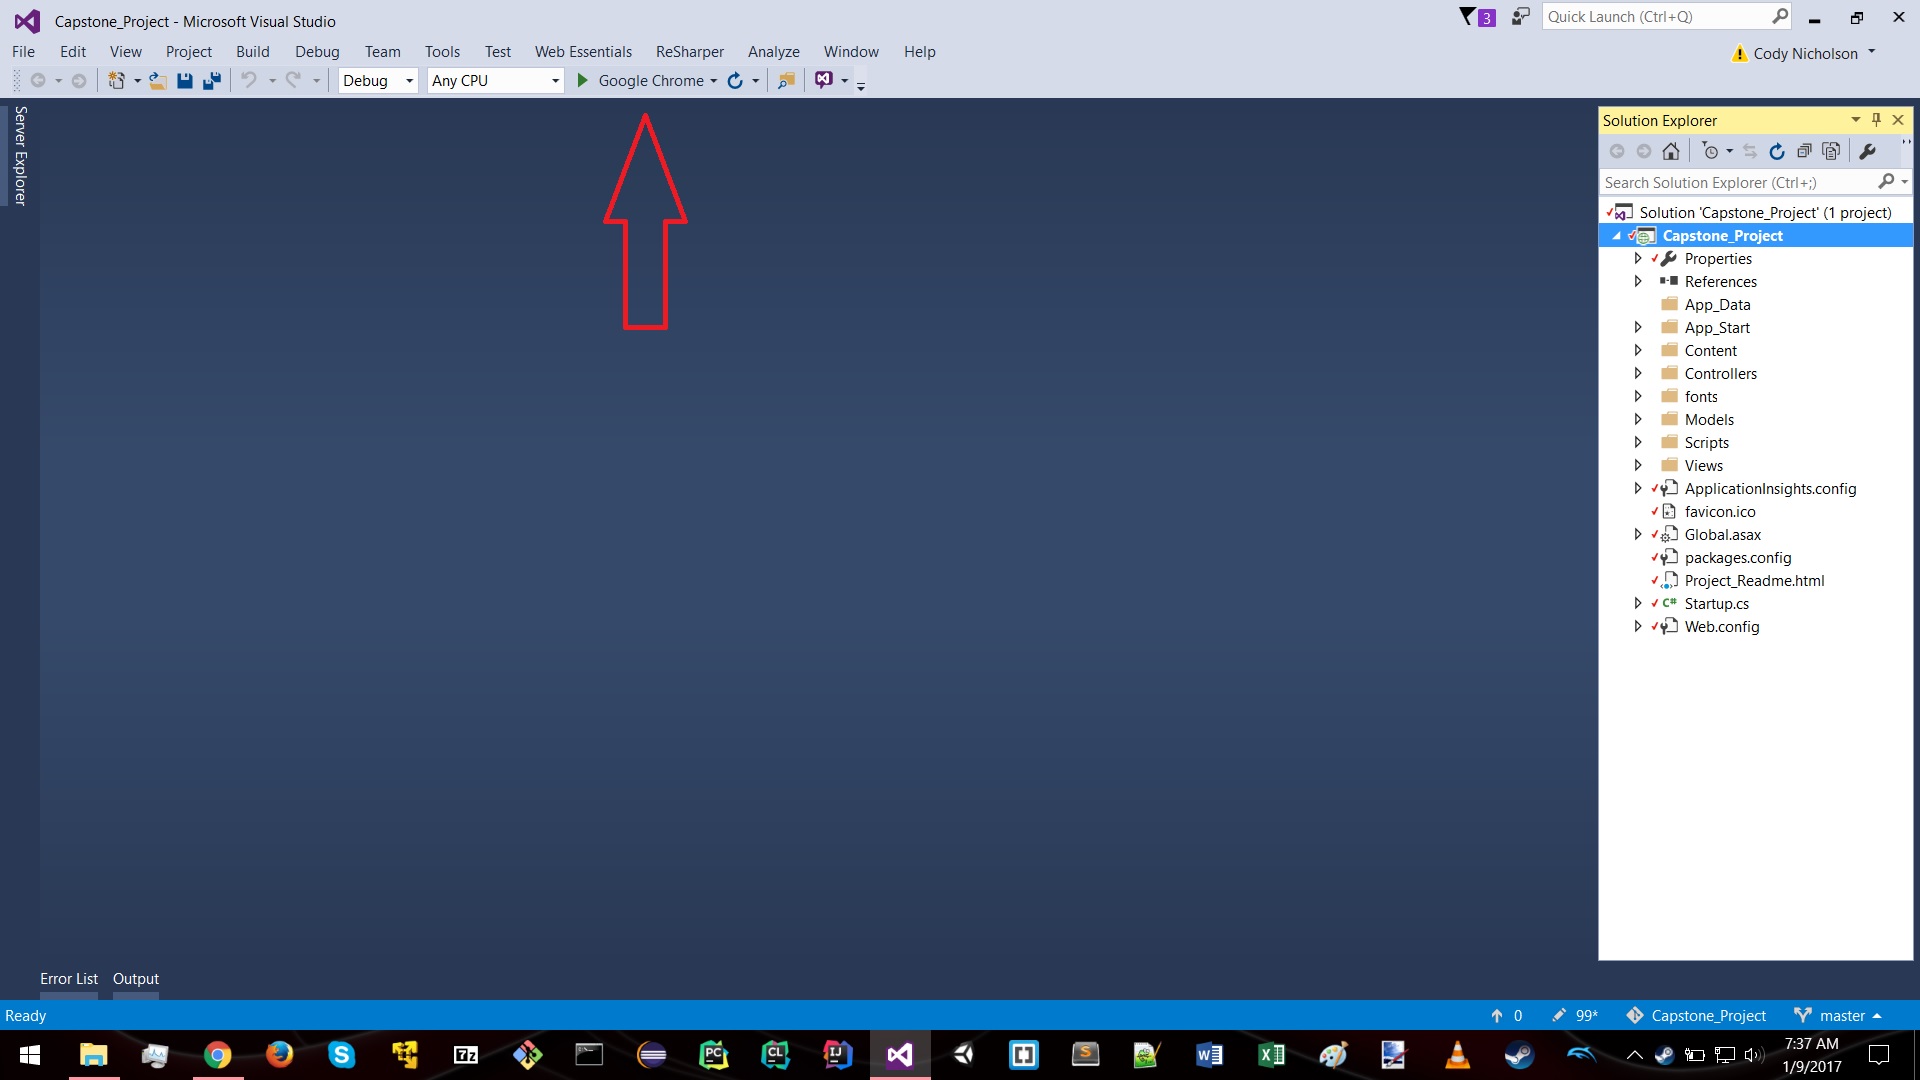 Capstone_Project - Microsoft Visual Studio
3
Quick Launch (Ctrl+Q)
File Edit View Project Build Debug Team Tools Test Web Essentials ReSharper Analyze Window Help
Cody Nicholson
Debug Any CPU Google Chrome
Server Explorer
Solution Explorer
Search Solution Explorer (Ctrl+;)
Solution 'Capstone_Project' (1 project)
Capstone_Project
Properties
References
App_Data
App_Start
Content
Controllers
fonts
Models
Scripts
Views
ApplicationInsights.config
favicon.ico
Global.asax
packages.config
Project_Readme.html
C# Startup.cs
Web.config
Error List Output
Ready
0 99* Capstone_Project master
7z PC CL IJ S W X
7:37 AM
1/9/2017